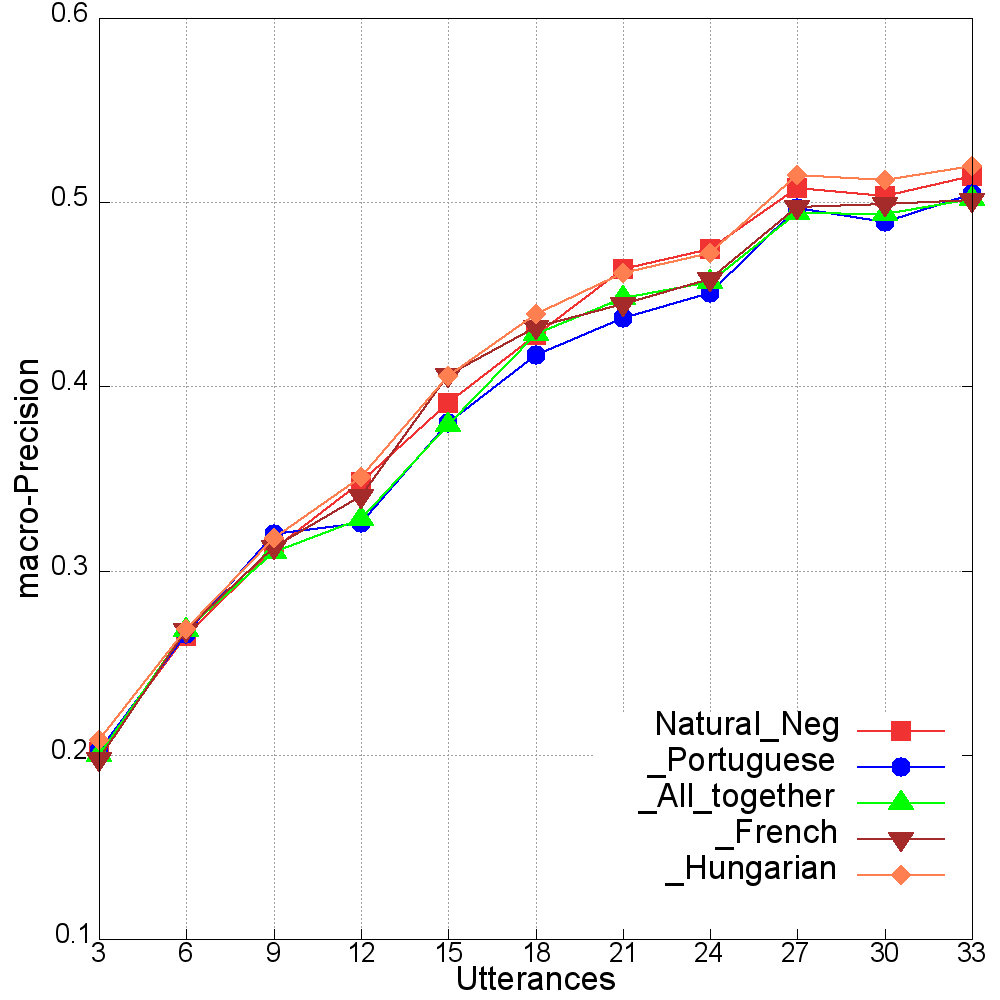 0.6
0.5
0.4
0.3
0.2
0.1
macro-Precision
Natural_Neg
_Portuguese
_All_together
_French
_Hungarian
3 6 9 12 15 18 21 24 27 30 33
Utterances